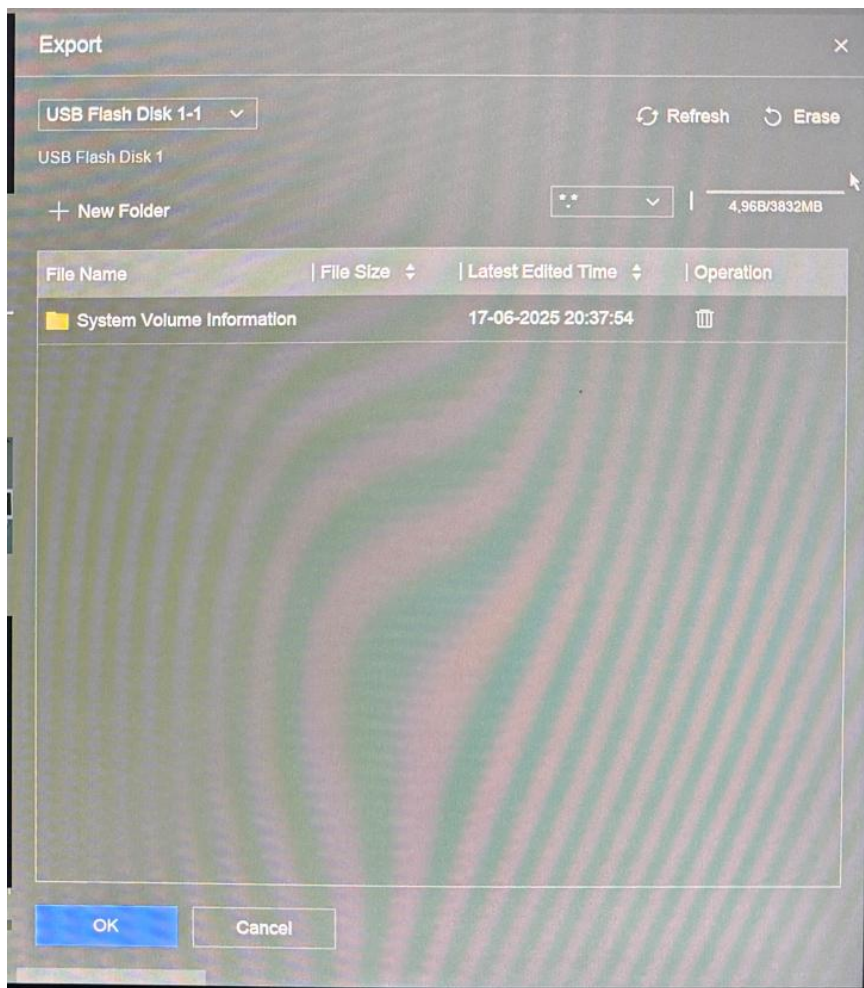 Export
USB Flash Disk 1-1
Refresh
Erase
USB Flash Disk 1
New Folder
*.*
4,96B/3832MB
File Name | File Size | Latest Edited Time | Operation
System Volume Information 17-06-2025 20:37:54
OK
Cancel